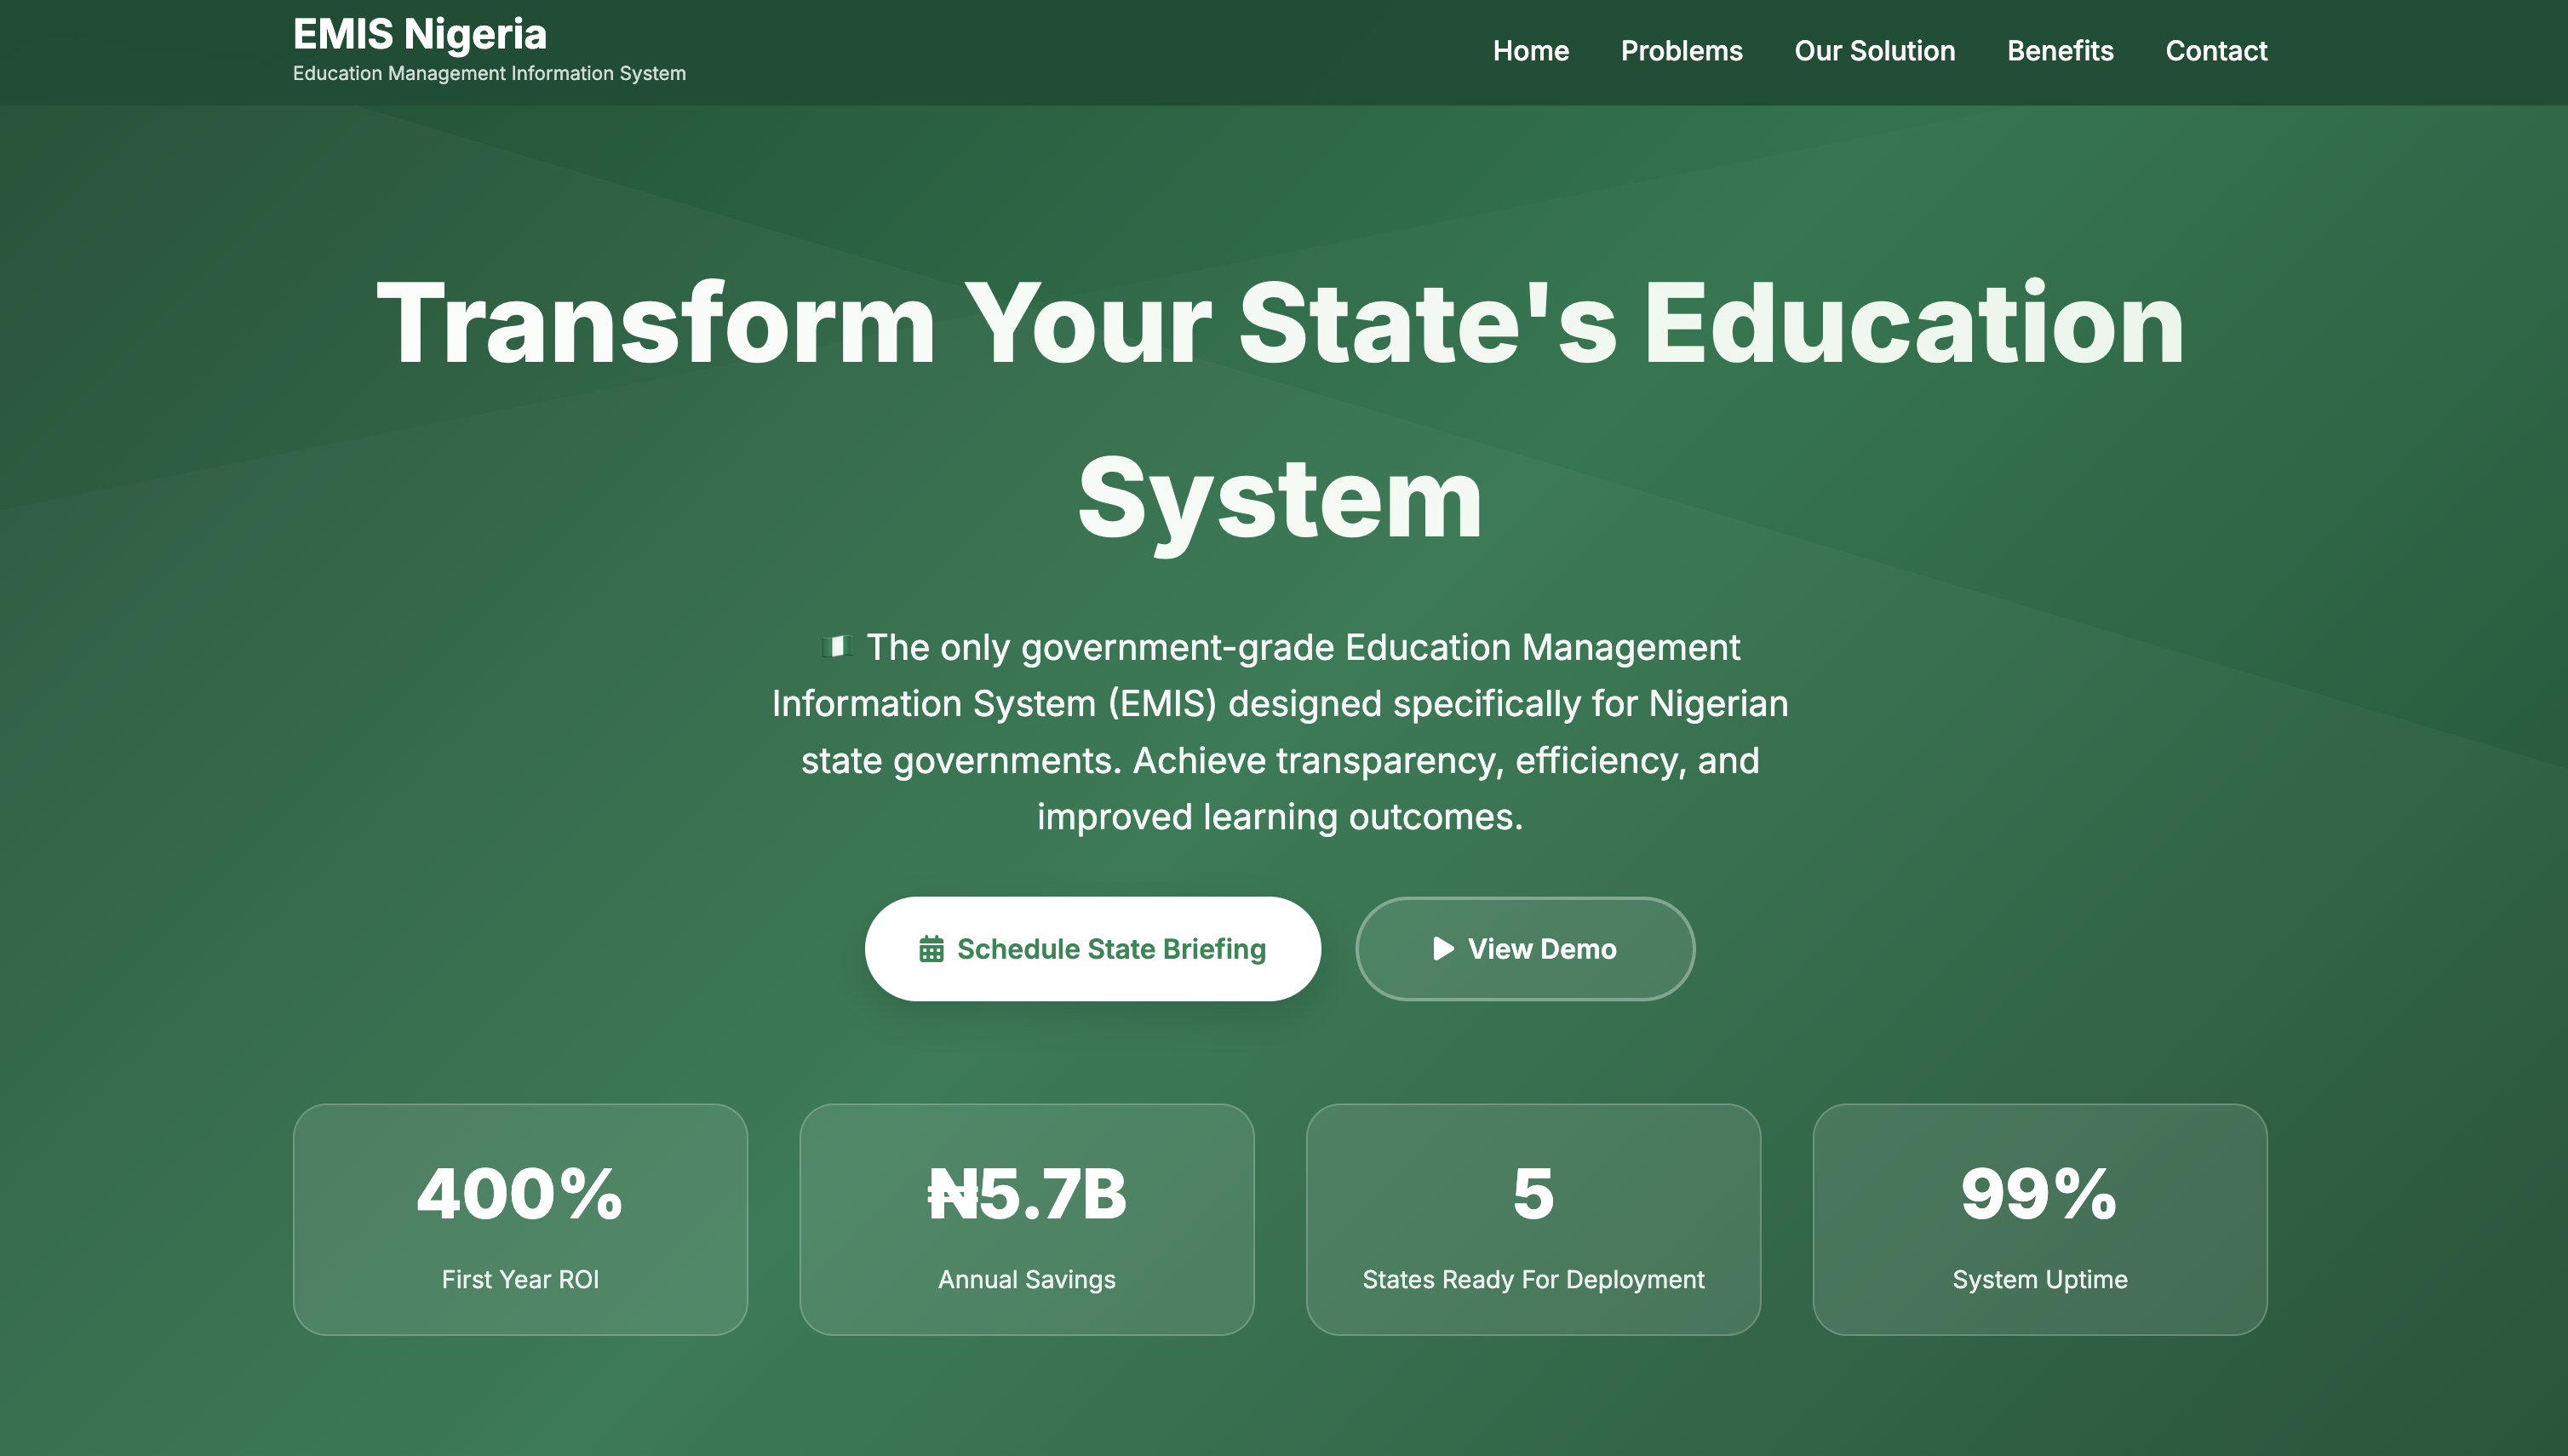 EMIS Nigeria
Education Management Information System
Home Problems Our Solution Benefits Contact
Transform Your State's Education
System
🇳🇬 The only government-grade Education Management
Information System (EMIS) designed specifically for Nigerian
state governments. Achieve transparency, efficiency, and
improved learning outcomes.
Schedule State Briefing
View Demo
400%
First Year ROI
₦5.7B
Annual Savings
5
States Ready For Deployment
99%
System Uptime